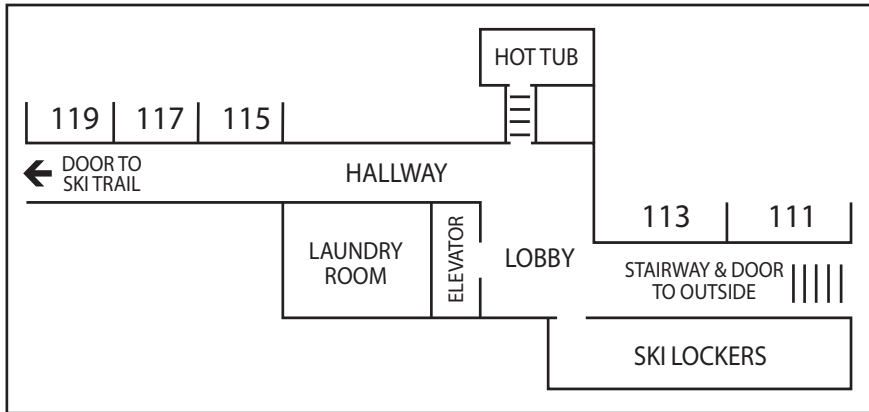 HOT TUB
119
117
115
DOOR TO
SKI TRAIL
HALLWAY
113
111
LAUNDRY
ROOM
ELEVATOR
LOBBY
STAIRWAY & DOOR
TO OUTSIDE
SKI LOCKERS